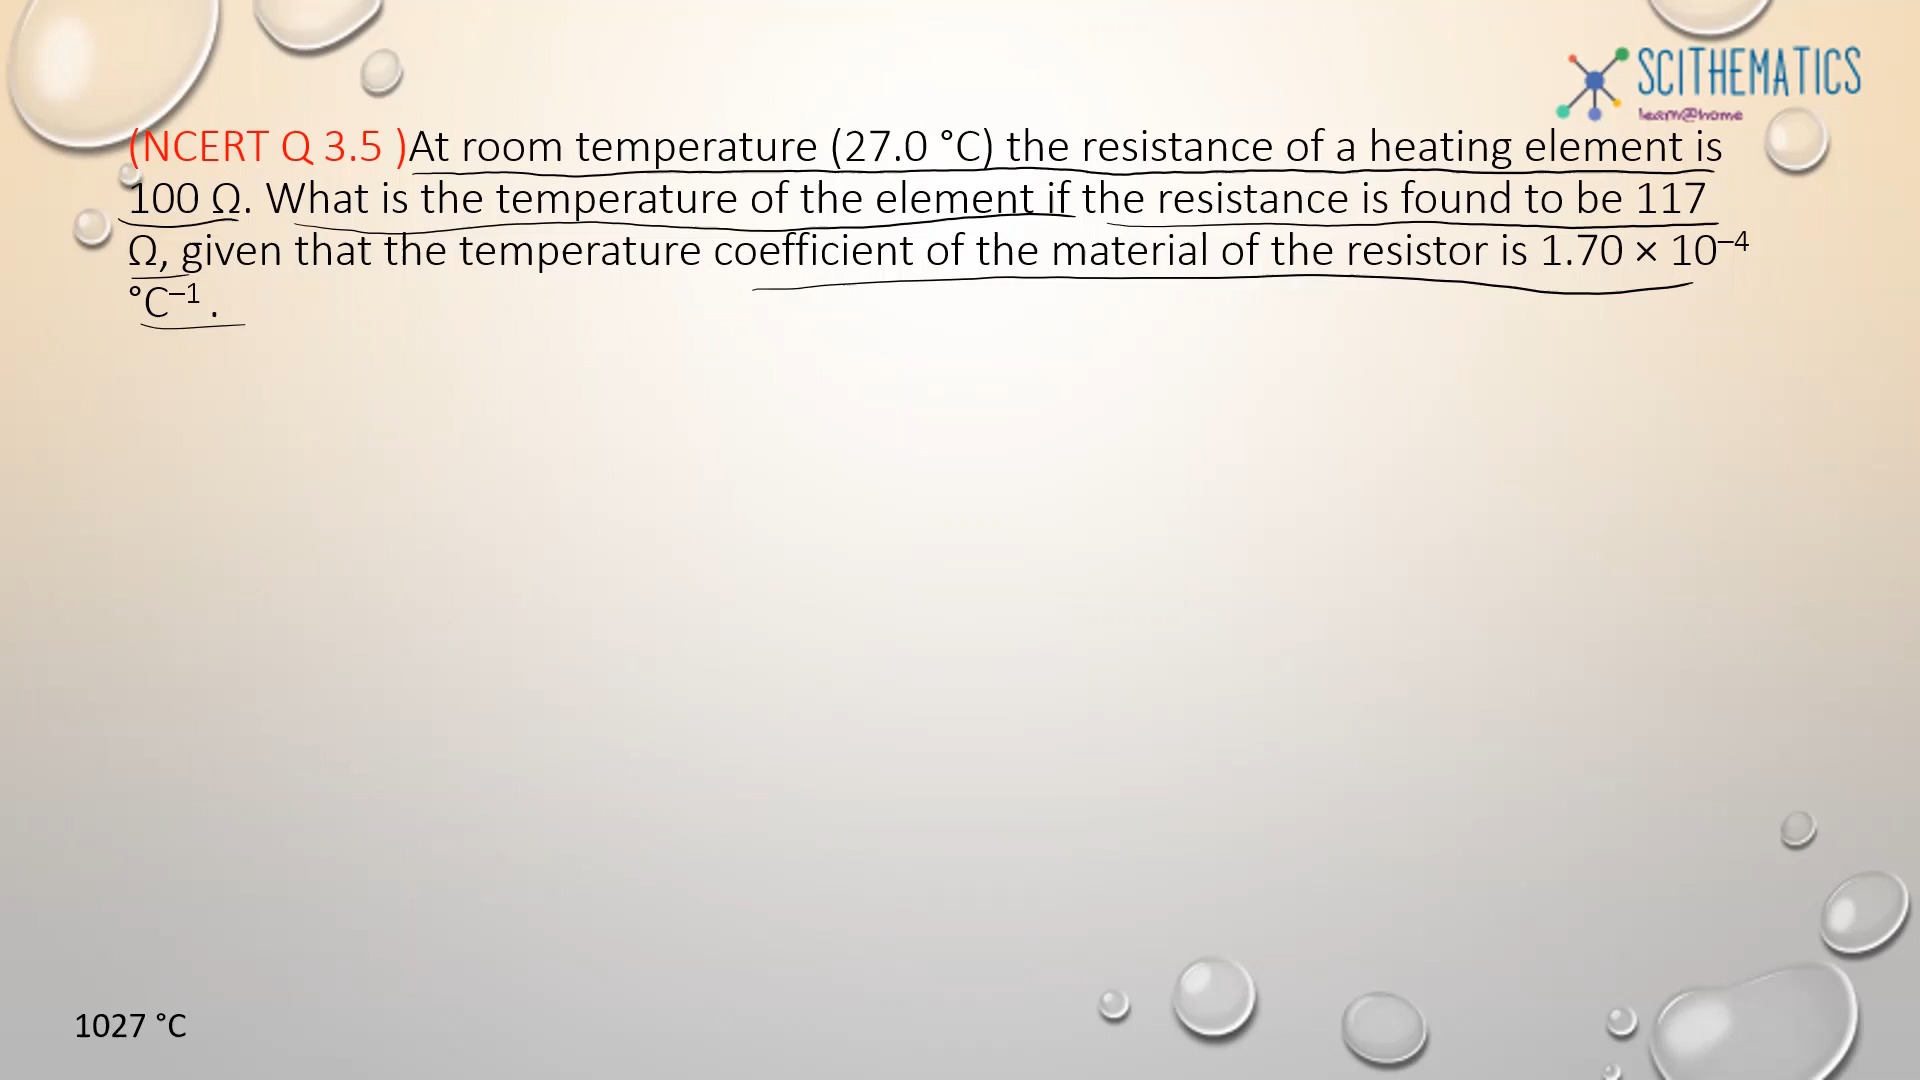 SCITHEMATICS
learn@home
(NCERT Q 3.5 )At room temperature (27.0 °C) the resistance of a heating element is
100 Ω. What is the temperature of the element if the resistance is found to be 117
Ω, given that the temperature coefficient of the material of the resistor is 1.70 × 10⁻⁴
°C⁻¹ .
1027 °C